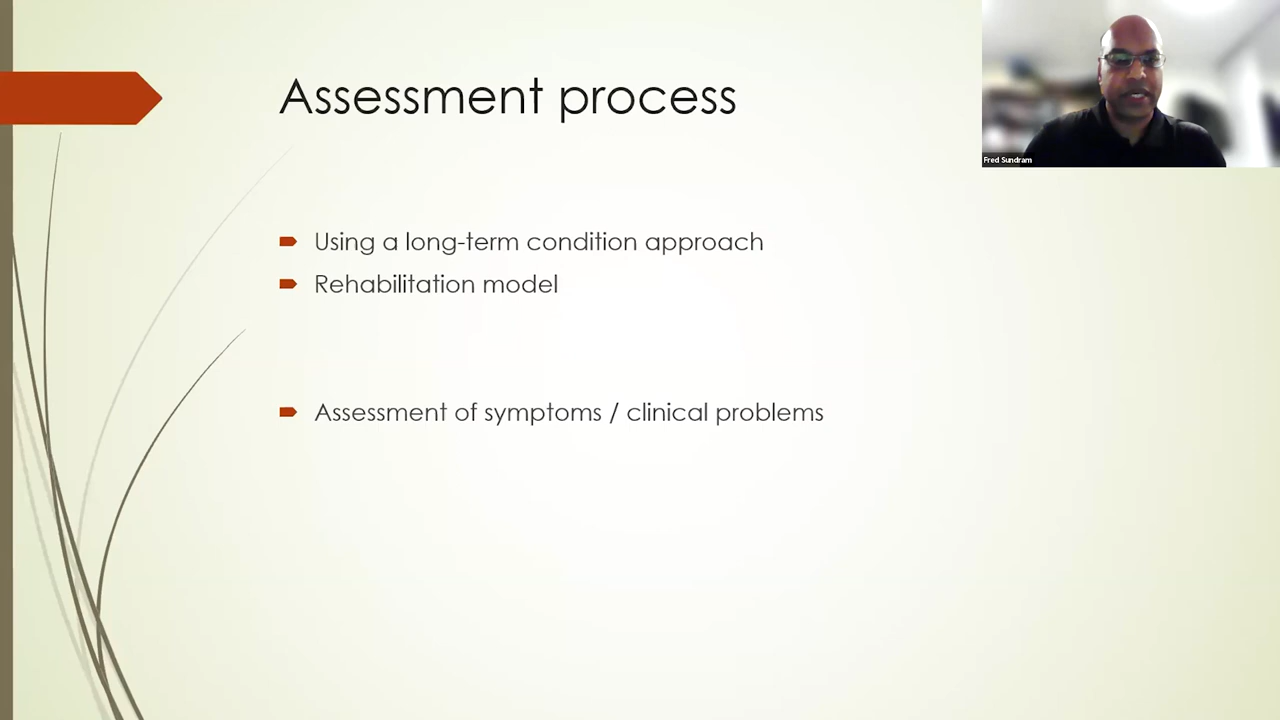 Assessment process
Fred Sundram
Using a long-term condition approach
Rehabilitation model
Assessment of symptoms / clinical problems